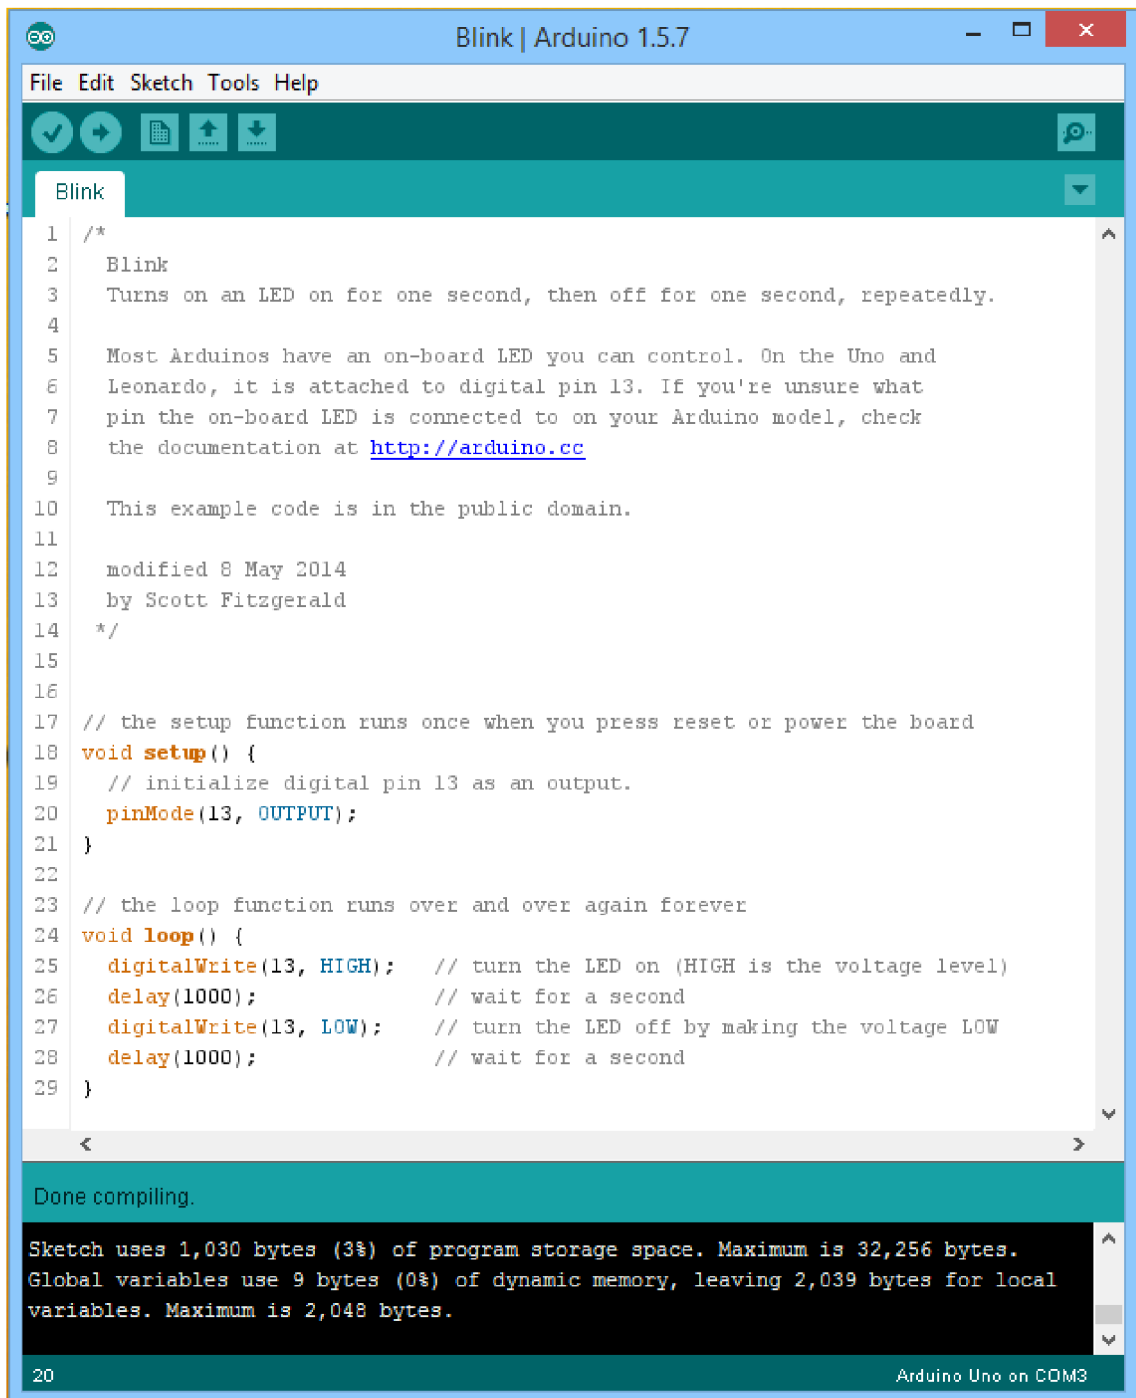 Blink | Arduino 1.5.7
File Edit Sketch Tools Help
Blink
1 /*
2   Blink
3   Turns on an LED on for one second, then off for one second, repeatedly.
4
5   Most Arduinos have an on-board LED you can control. On the Uno and
6   Leonardo, it is attached to digital pin 13. If you're unsure what
7   pin the on-board LED is connected to on your Arduino model, check
8   the documentation at http://arduino.cc
9
10   This example code is in the public domain.
11
12   modified 8 May 2014
13   by Scott Fitzgerald
14  */
15
16
17 // the setup function runs once when you press reset or power the board
18 void setup() {
19   // initialize digital pin 13 as an output.
20   pinMode(13, OUTPUT);
21 }
22
23 // the loop function runs over and over again forever
24 void loop() {
25   digitalWrite(13, HIGH);   // turn the LED on (HIGH is the voltage level)
26   delay(1000);              // wait for a second
27   digitalWrite(13, LOW);    // turn the LED off by making the voltage LOW
28   delay(1000);              // wait for a second
29 }
Done compiling.
Sketch uses 1,030 bytes (3%) of program storage space. Maximum is 32,256 bytes.
Global variables use 9 bytes (0%) of dynamic memory, leaving 2,039 bytes for local
variables. Maximum is 2,048 bytes.
20 Arduino Uno on COM3